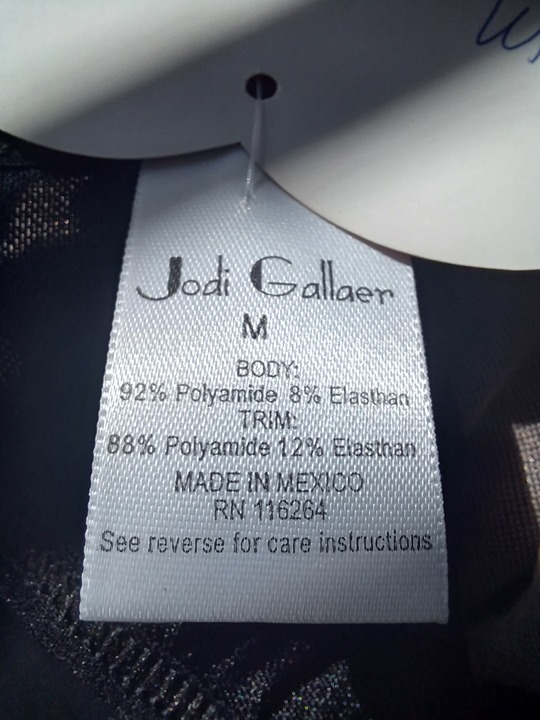 Jodi Gallaer
M
BODY:
92% Polyamide 8% Elasthan
TRIM:
88% Polyamide 12% Elasthan
MADE IN MEXICO
RN 116264
See reverse for care instructions